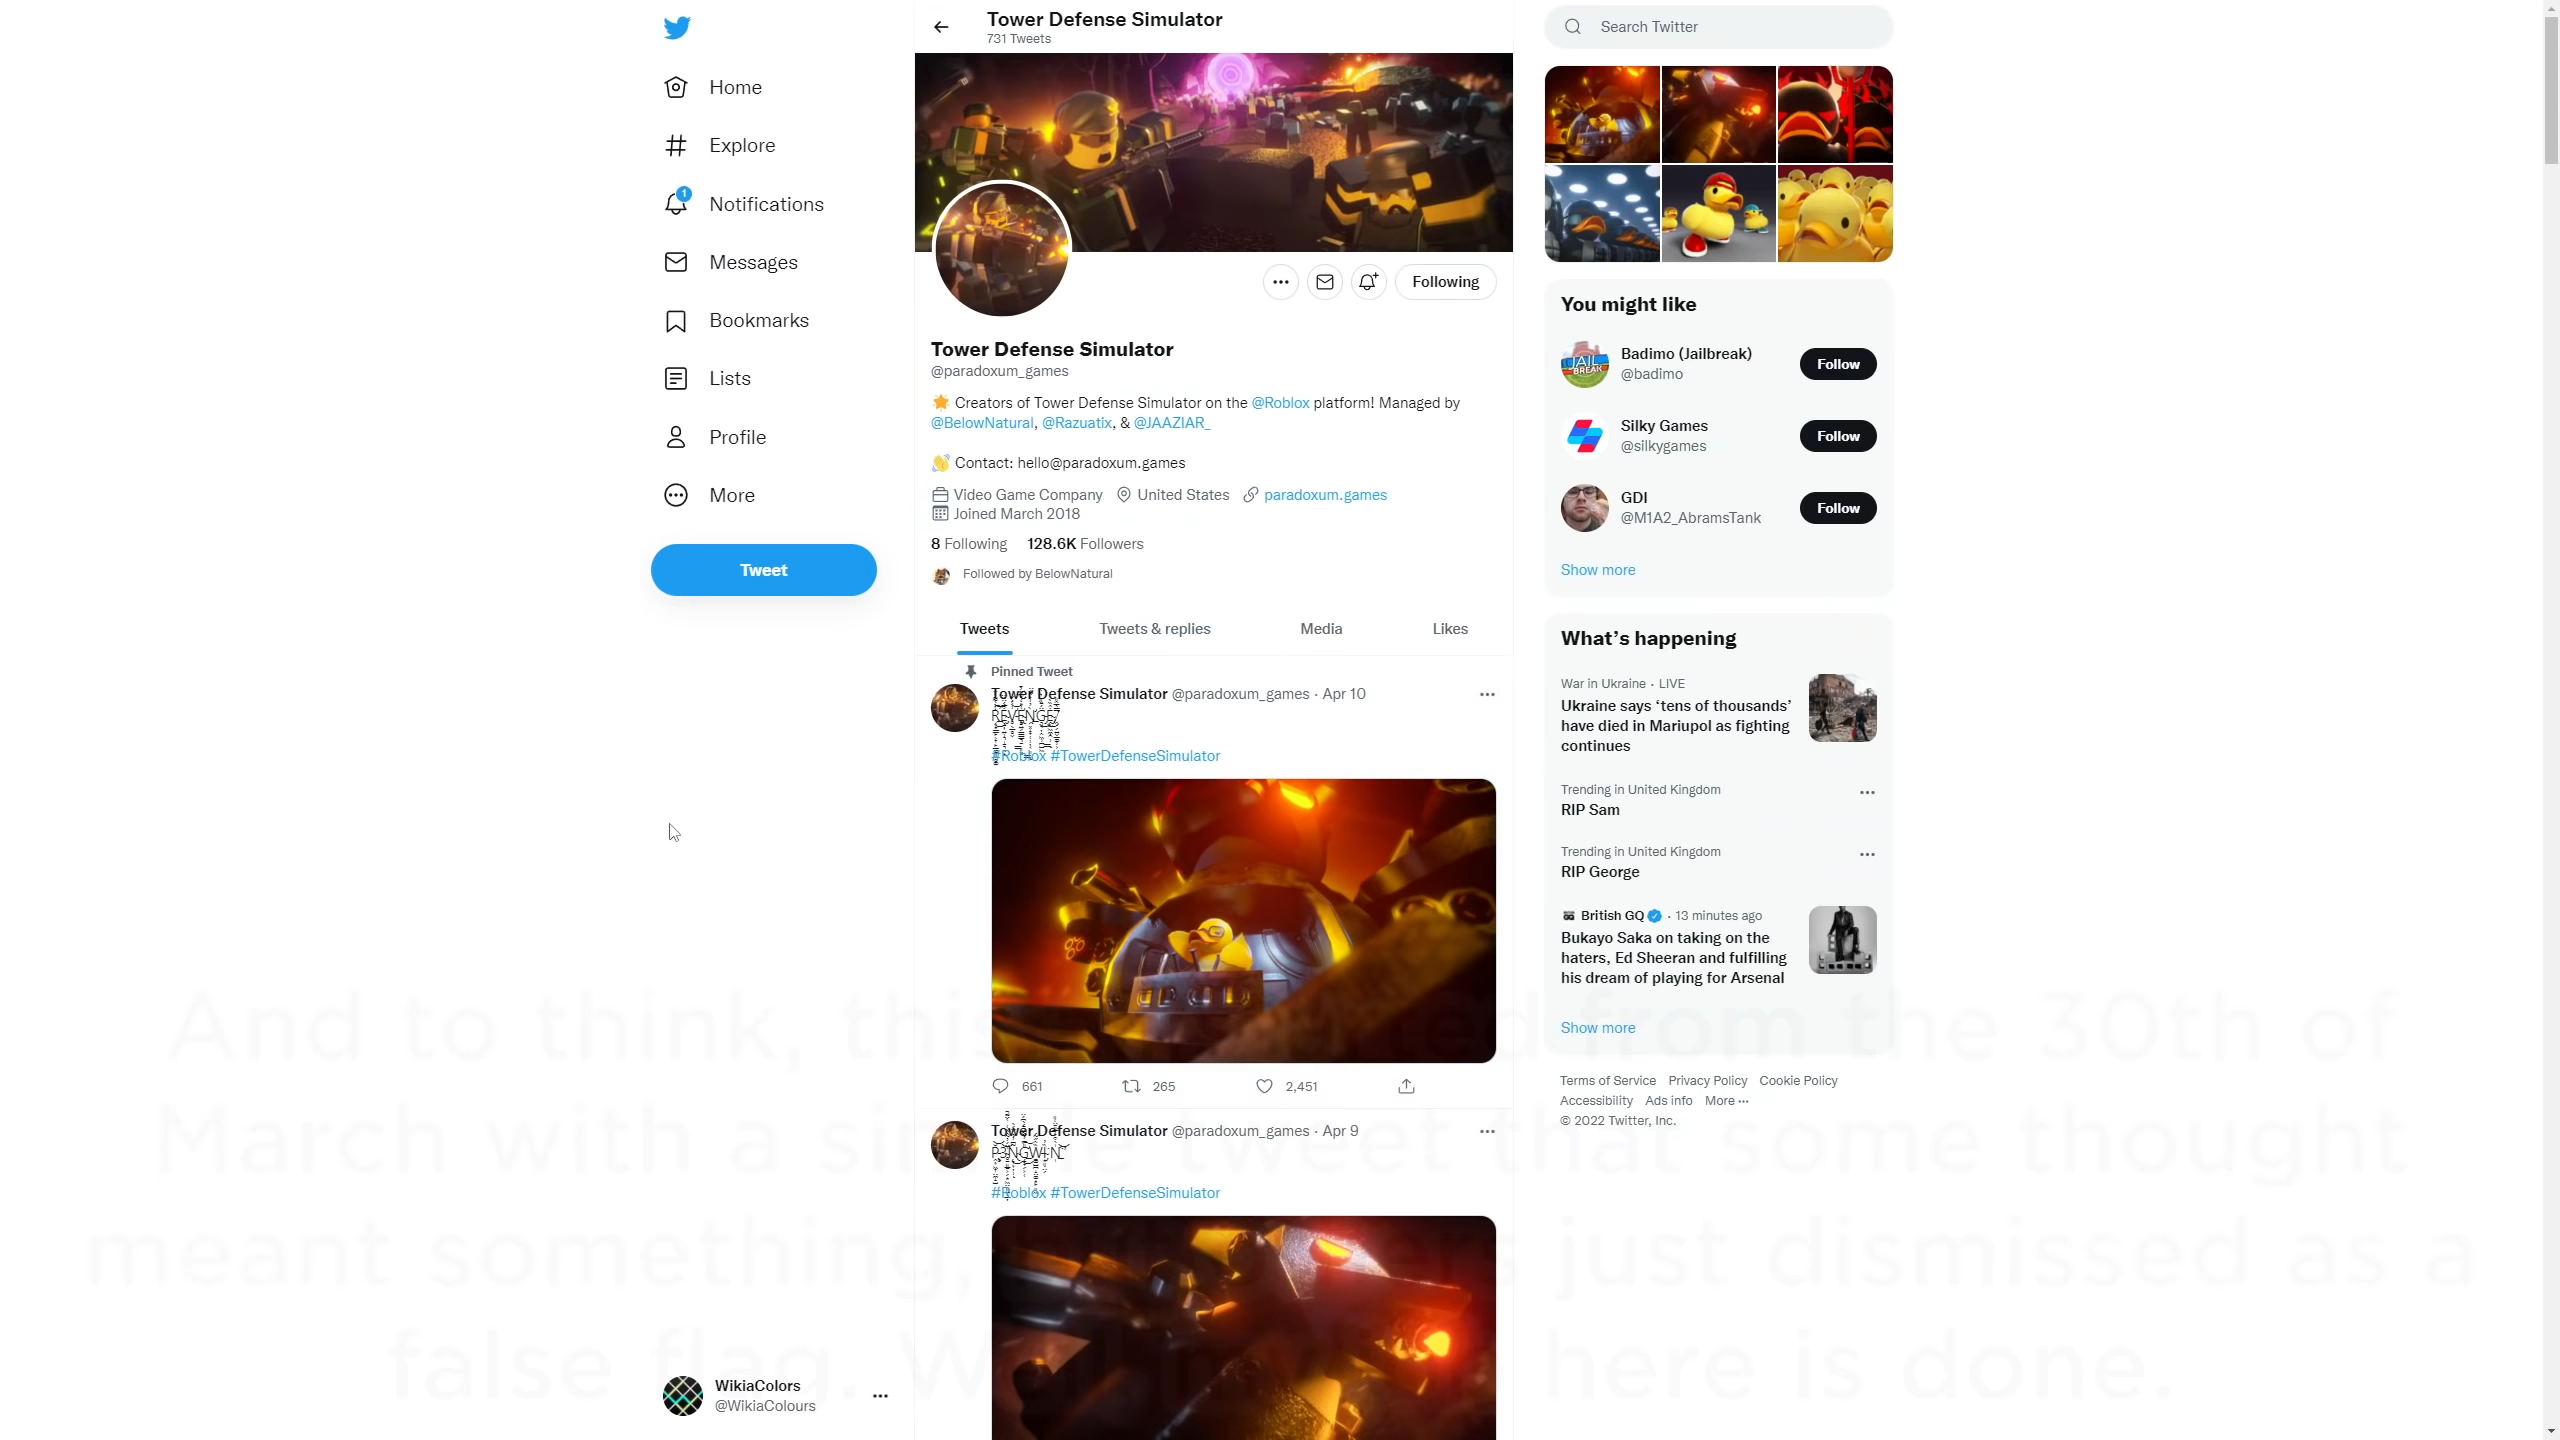 Tower Defense Simulator
731 Tweets
Search Twitter
Home
Explore
1
Notifications
Messages
Bookmarks
Lists
Profile
More
Tweet
Following
Tower Defense Simulator
@paradoxum_games
🌟 Creators of Tower Defense Simulator on the @Roblox platform! Managed by
@BelowNatural, @Razuatix, & @JAAZIAR_
👋 Contact: hello@paradoxum.games
Video Game Company United States paradoxum.games
Joined March 2018
8 Following 128.6K Followers
Followed by BelowNatural
Tweets Tweets & replies Media Likes
Pinned Tweet
Tower Defense Simulator @paradoxum_games · Apr 10
#Roblox #TowerDefenseSimulator
661 265 2,451
Tower Defense Simulator @paradoxum_games · Apr 9
#Roblox #TowerDefenseSimulator
You might like
JAIL
BREAK
Badimo (Jailbreak)
@badimo
Follow
Silky Games
@silkygames
Follow
GDI
@M1A2_AbramsTank
Follow
Show more
What's happening
War in Ukraine · LIVE
Ukraine says 'tens of thousands'
have died in Mariupol as fighting
continues
Trending in United Kingdom
RIP Sam
Trending in United Kingdom
RIP George
British GQ · 13 minutes ago
Bukayo Saka on taking on the
haters, Ed Sheeran and fulfilling
his dream of playing for Arsenal
Show more
Terms of Service Privacy Policy Cookie Policy
Accessibility Ads info More ···
© 2022 Twitter, Inc.
And to think, this from the 30th of
March with a tweet that some thought
meant something, just dismissed as a
false flag. here is done.
WikiaColors
@WikiaColours